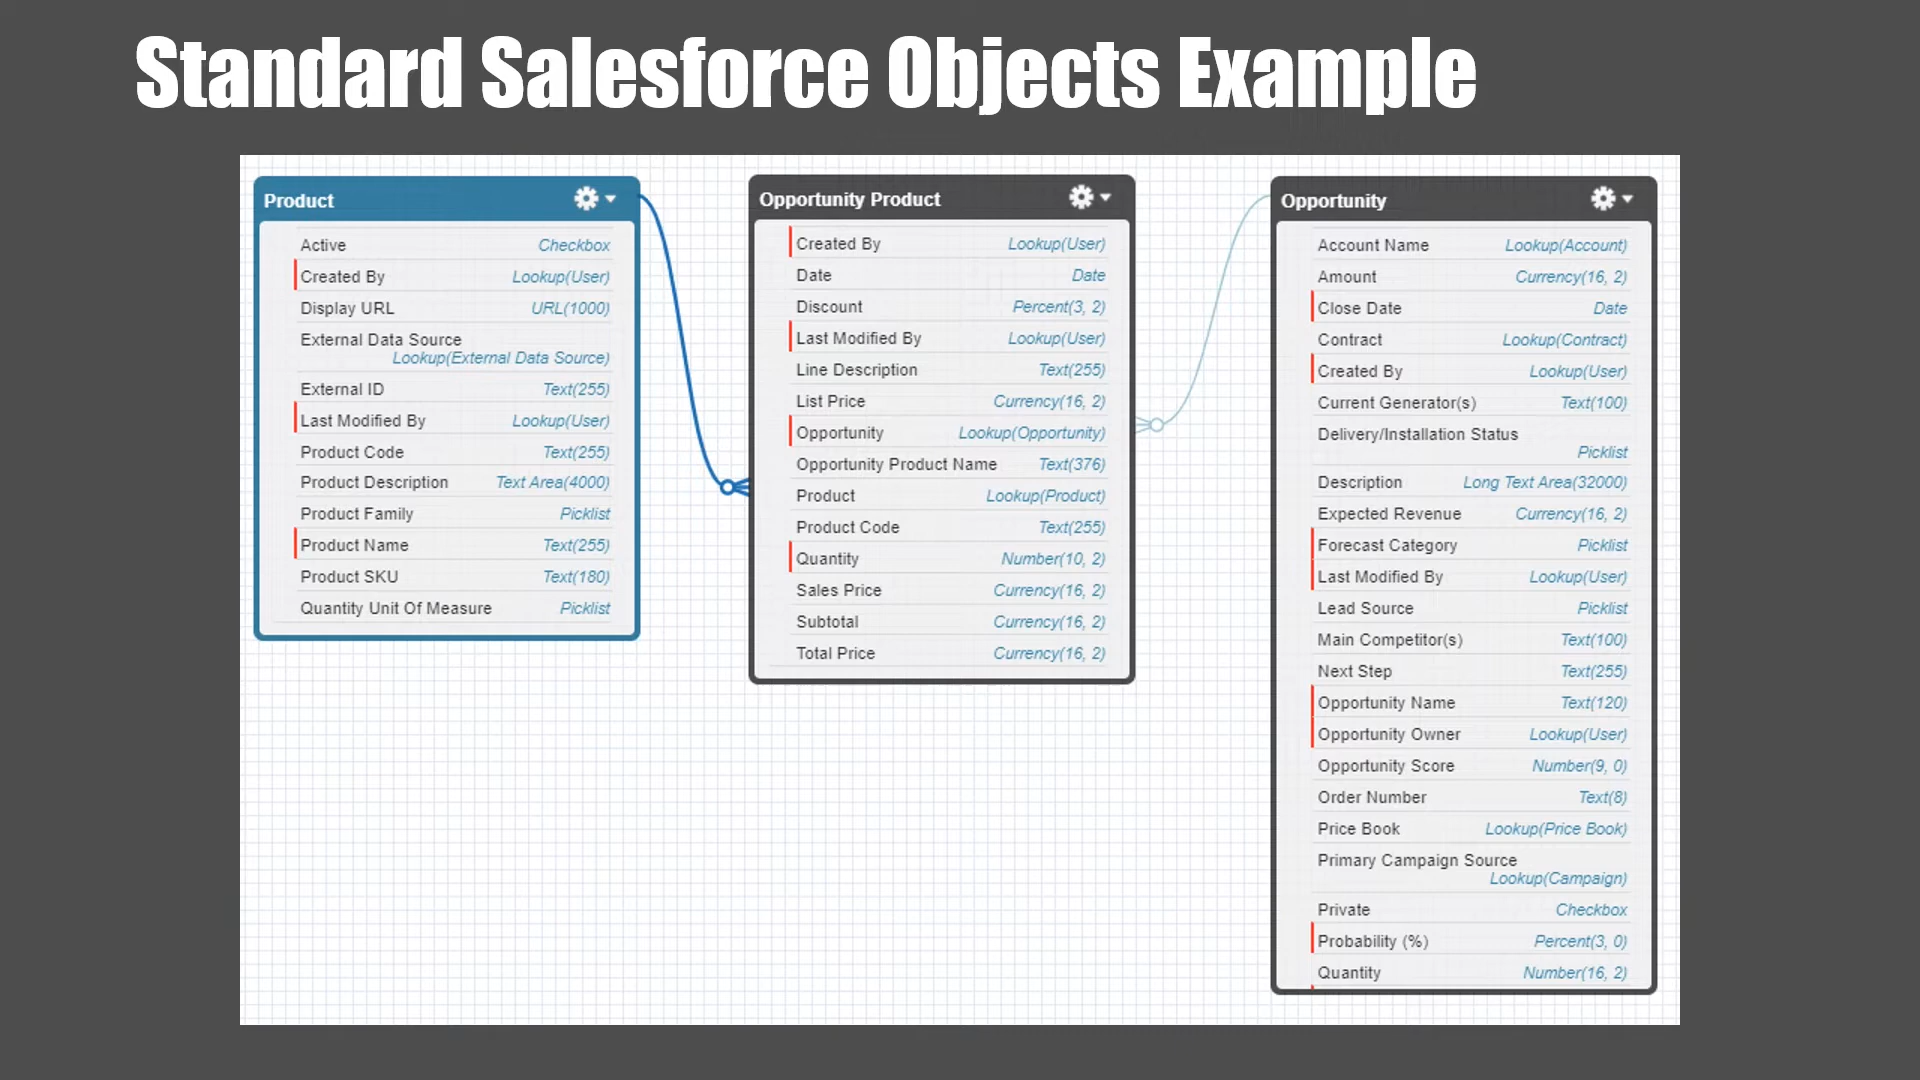 Standard Salesforce Objects Example
Product
Active Checkbox
Created By Lookup(User)
Display URL URL(1000)
External Data Source
Lookup(External Data Source)
External ID Text(255)
Last Modified By Lookup(User)
Product Code Text(255)
Product Description Text Area(4000)
Product Family Picklist
Product Name Text(255)
Product SKU Text(180)
Quantity Unit Of Measure Picklist
Opportunity Product
Created By Lookup(User)
Date Date
Discount Percent(3, 2)
Last Modified By Lookup(User)
Line Description Text(255)
List Price Currency(16, 2)
Opportunity Lookup(Opportunity)
Opportunity Product Name Text(376)
Product Lookup(Product)
Product Code Text(255)
Quantity Number(10, 2)
Sales Price Currency(16, 2)
Subtotal Currency(16, 2)
Total Price Currency(16, 2)
Opportunity
Account Name Lookup(Account)
Amount Currency(16, 2)
Close Date Date
Contract Lookup(Contract)
Created By Lookup(User)
Current Generator(s) Text(100)
Delivery/Installation Status
Picklist
Description Long Text Area(32000)
Expected Revenue Currency(16, 2)
Forecast Category Picklist
Last Modified By Lookup(User)
Lead Source Picklist
Main Competitor(s) Text(100)
Next Step Text(255)
Opportunity Name Text(120)
Opportunity Owner Lookup(User)
Opportunity Score Number(9, 0)
Order Number Text(8)
Price Book Lookup(Price Book)
Primary Campaign Source
Lookup(Campaign)
Private Checkbox
Probability (%) Percent(3, 0)
Quantity Number(16, 2)